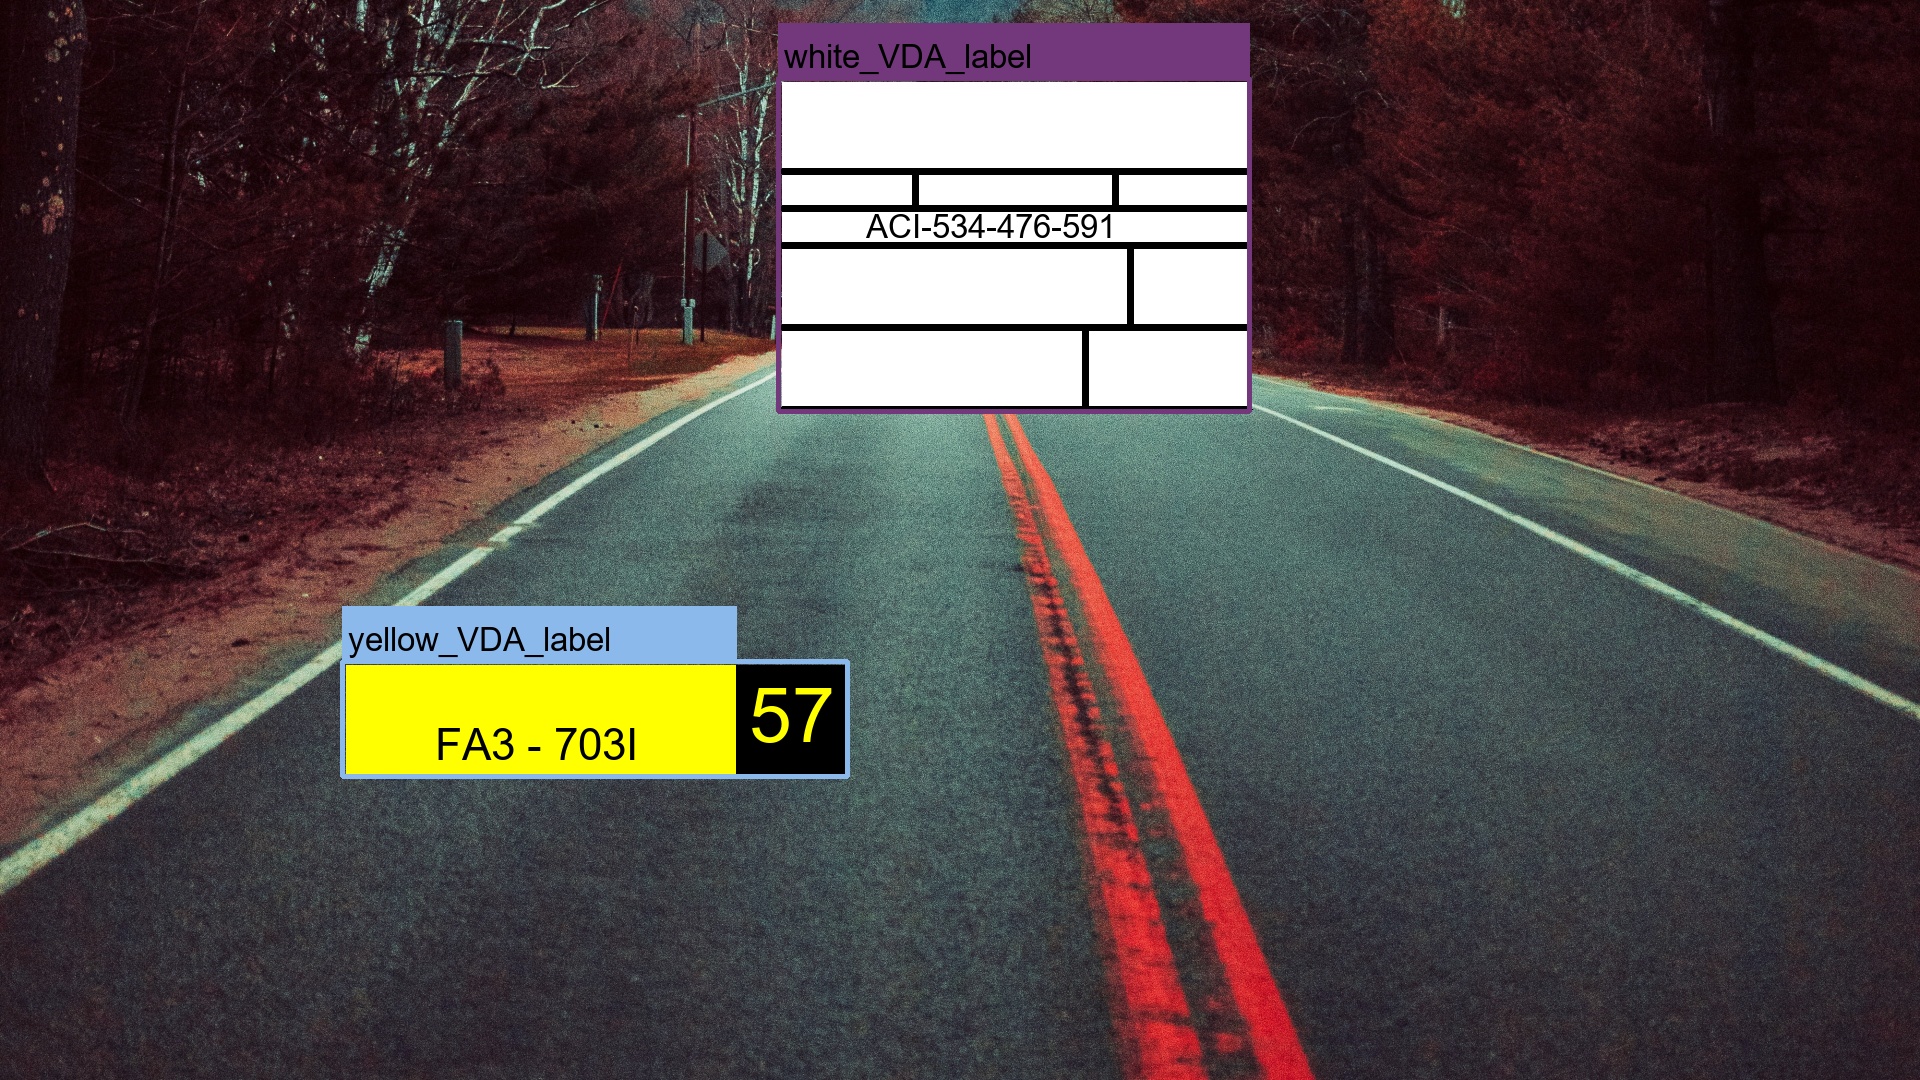 white_VDA_label
ACI-534-476-591
yellow_VDA_label
FA3 - 703I
57